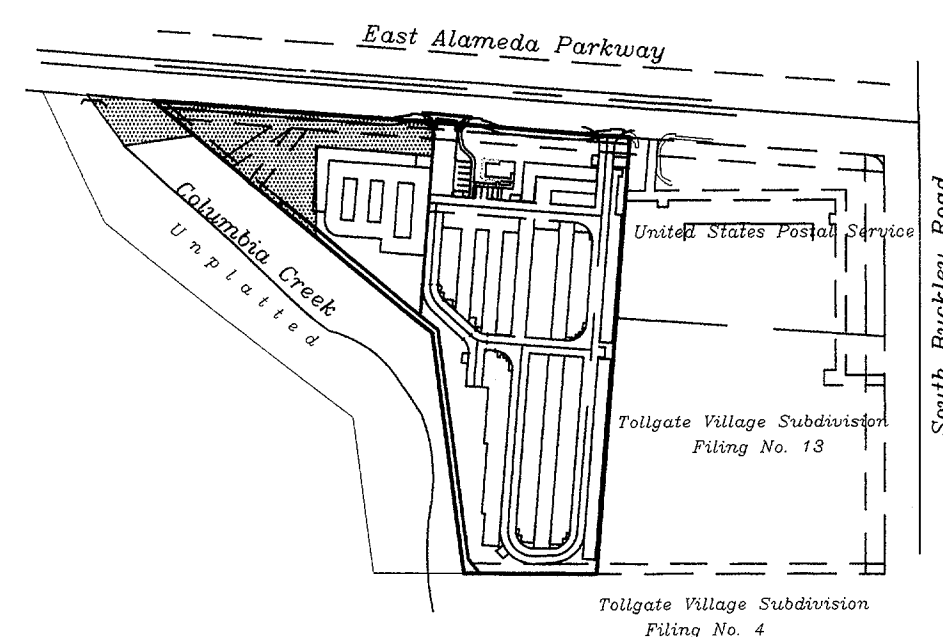 East Alameda Parkway
Columbia Creek
Unplatted
United States Postal Service
South Buckley Road
Tollgate Village Subdivision
Filing No. 13
Tollgate Village Subdivision
Filing No. 4